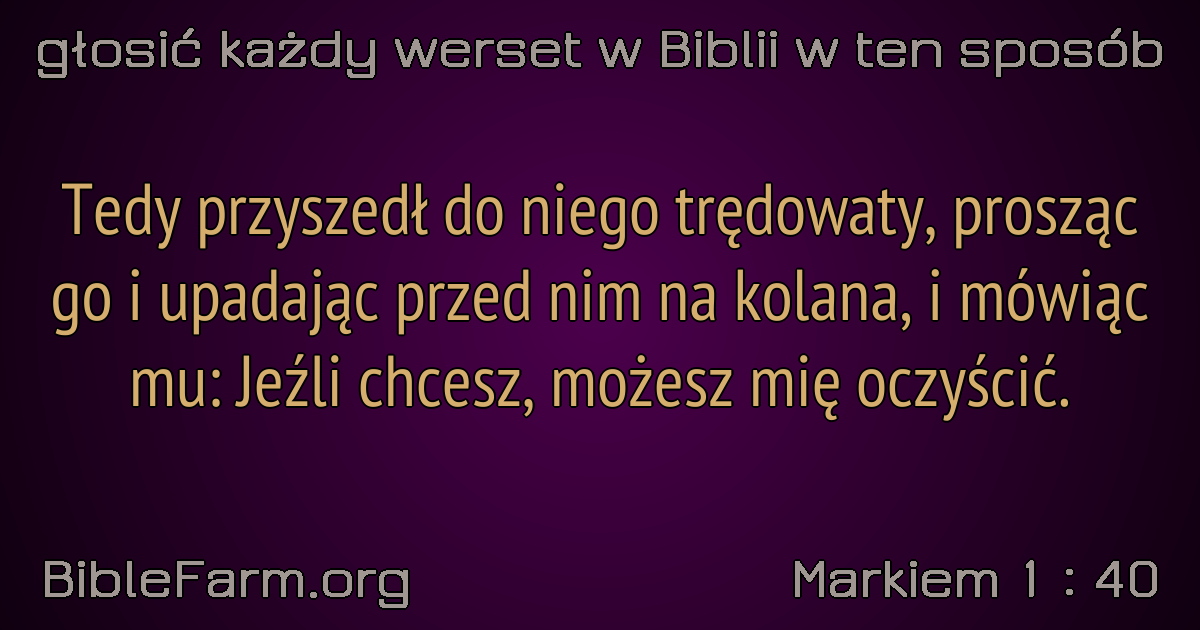 głosić każdy werset w Biblii w ten sposób
Tedy przyszedł do niego trędowaty, prosząc
go i upadając przed nim na kolana, i mówiąc
mu: Jeźli chcesz, możesz mię oczyścić.
BibleFarm.org
Markiem 1 : 40